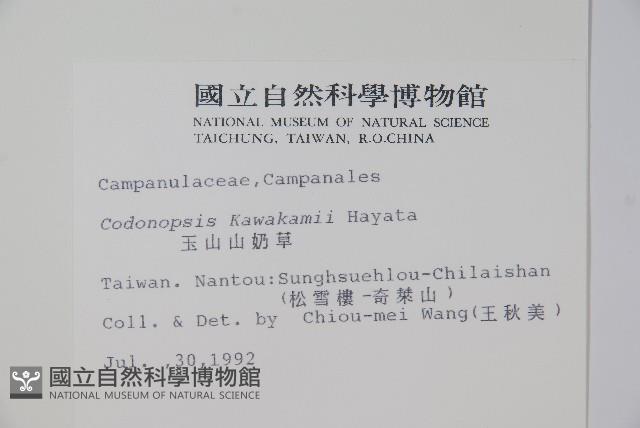 國立自然科學博物館
NATIONAL MUSEUM OF NATURAL SCIENCE
TAICHUNG, TAIWAN, R.O.CHINA
Campanulaceae,Campanales
Codonopsis Kawakamii Hayata
玉山山奶草
Taiwan. Nantou:Sunghsuehlou-Chilaishan
(松雪樓-奇萊山)
Coll. & Det. by Chiou-mei Wang(王秋美)
Jul. ,30,1992
國立自然科學博物館
NATIONAL MUSEUM OF NATURAL SCIENCE